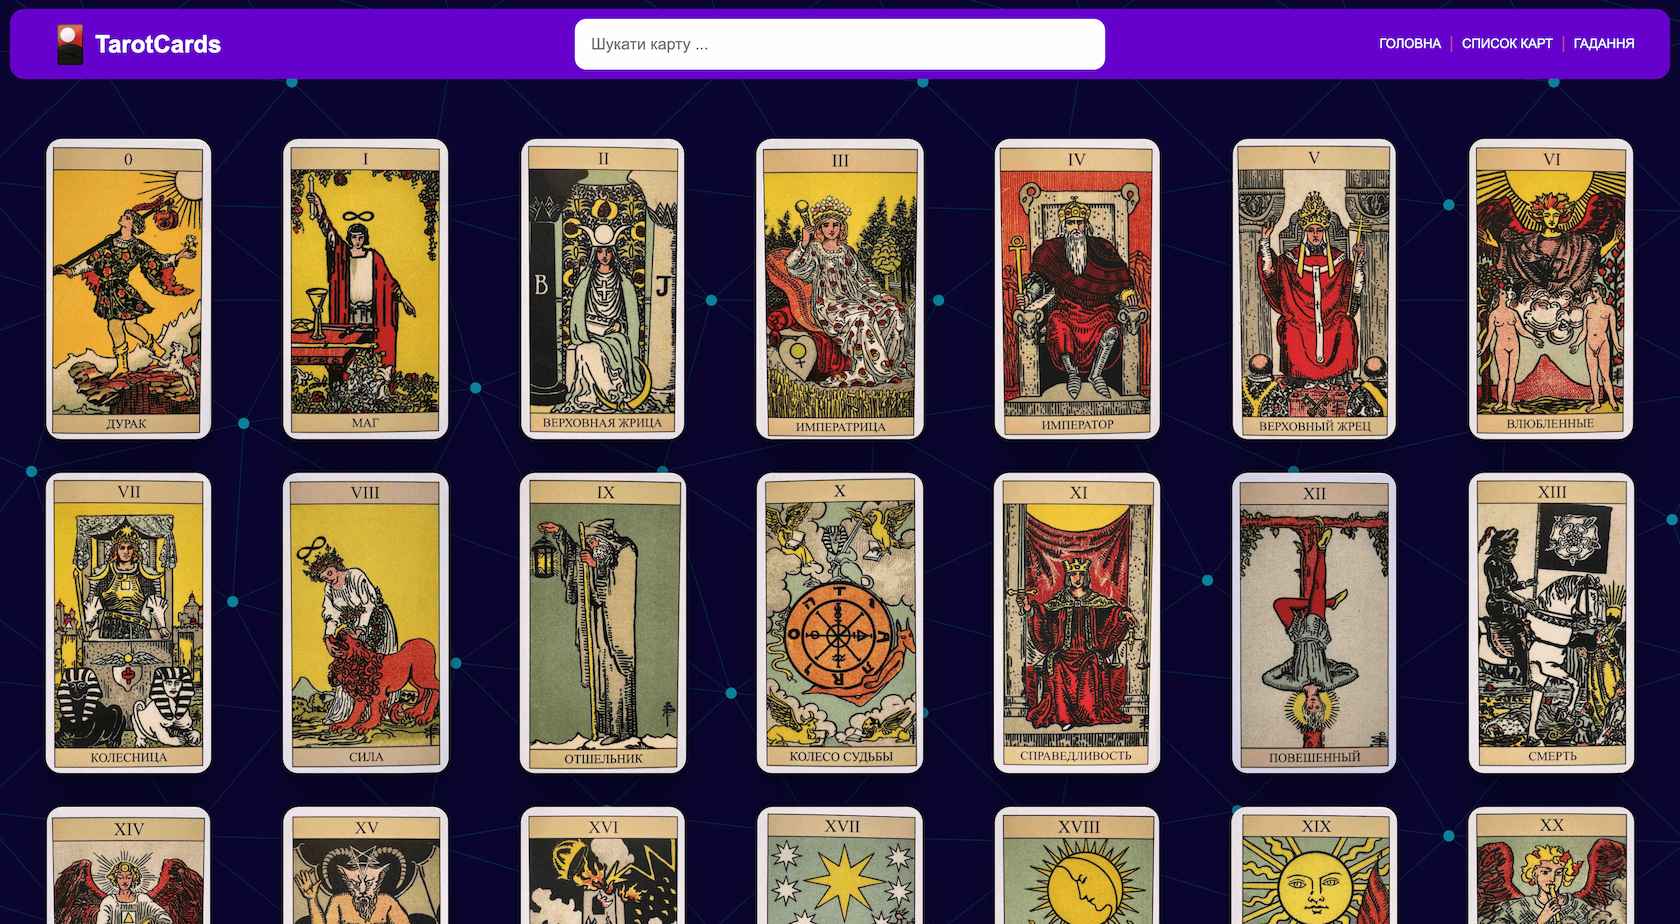 TarotCards
Шукати карту ...
ГОЛОВНА
СПИСОК КАРТ
ГАДАННЯ
0
I
II
III
IV
V
VI
B
J
ДУРАК
МАГ
ВЕРХОВНАЯ ЖРИЦА
ИМПЕРАТРИЦА
ИМПЕРАТОР
ВЕРХОВНЫЙ ЖРЕЦ
ВЛЮБЛЕННЫЕ
VII
VIII
IX
X
XI
XII
XIII
T
A
R
O
КОЛЕСНИЦА
СИЛА
ОТШЕЛЬНИК
КОЛЕСО СУДЬБЫ
СПРАВЕДЛИВОСТЬ
ПОВЕШЕННЫЙ
СМЕРТЬ
XIV
XV
XVI
XVII
XVIII
XIX
XX